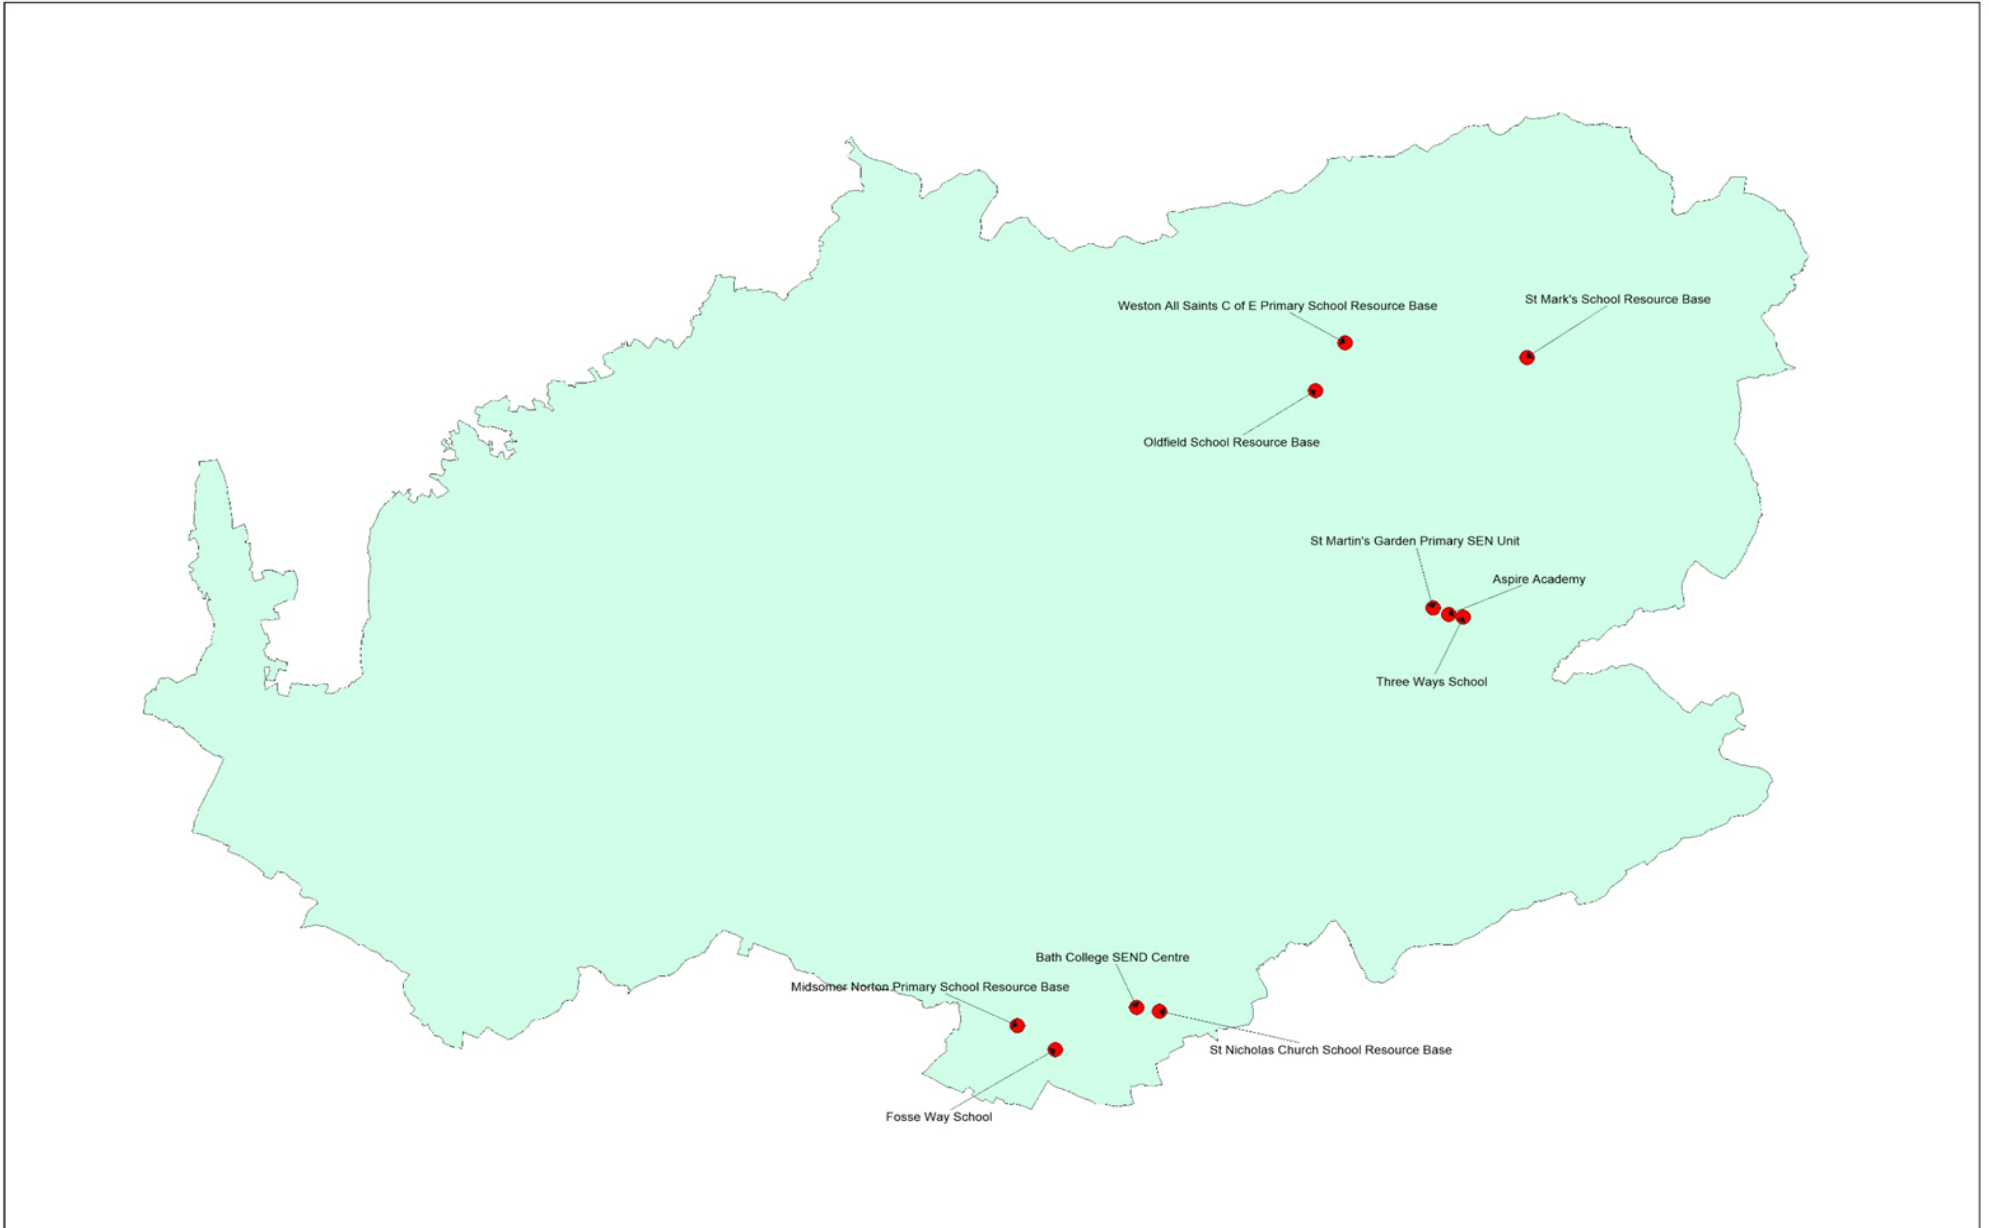 St Mark's School Resource Base
Weston All Saints C of E Primary School Resource Base
Oldfield School Resource Base
St Martin's Garden Primary SEN Unit
Aspire Academy
Three Ways School
Bath College SEND Centre
Midsomer Norton Primary School Resource Base
St Nicholas Church School Resource Base
Fosse Way School